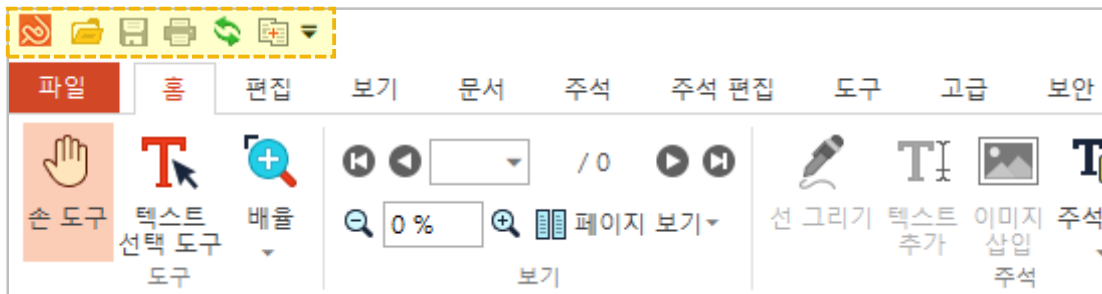 파일 홈 편집 보기 문서 주석 주석 편집 도구 고급 보안
/ 0
손 도구 텍스트 선택 도구 배율
0 % 페이지 보기
선 그리기 텍스트 추가 이미지 삽입 주석
도구 보기 주석